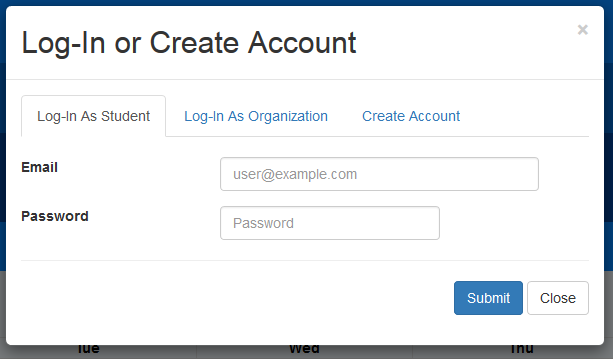 Log-In or Create Account ×
Log-In As Student Log-In As Organization Create Account
Email user@example.com
Password Password
Submit Close
Tue Wed Thu